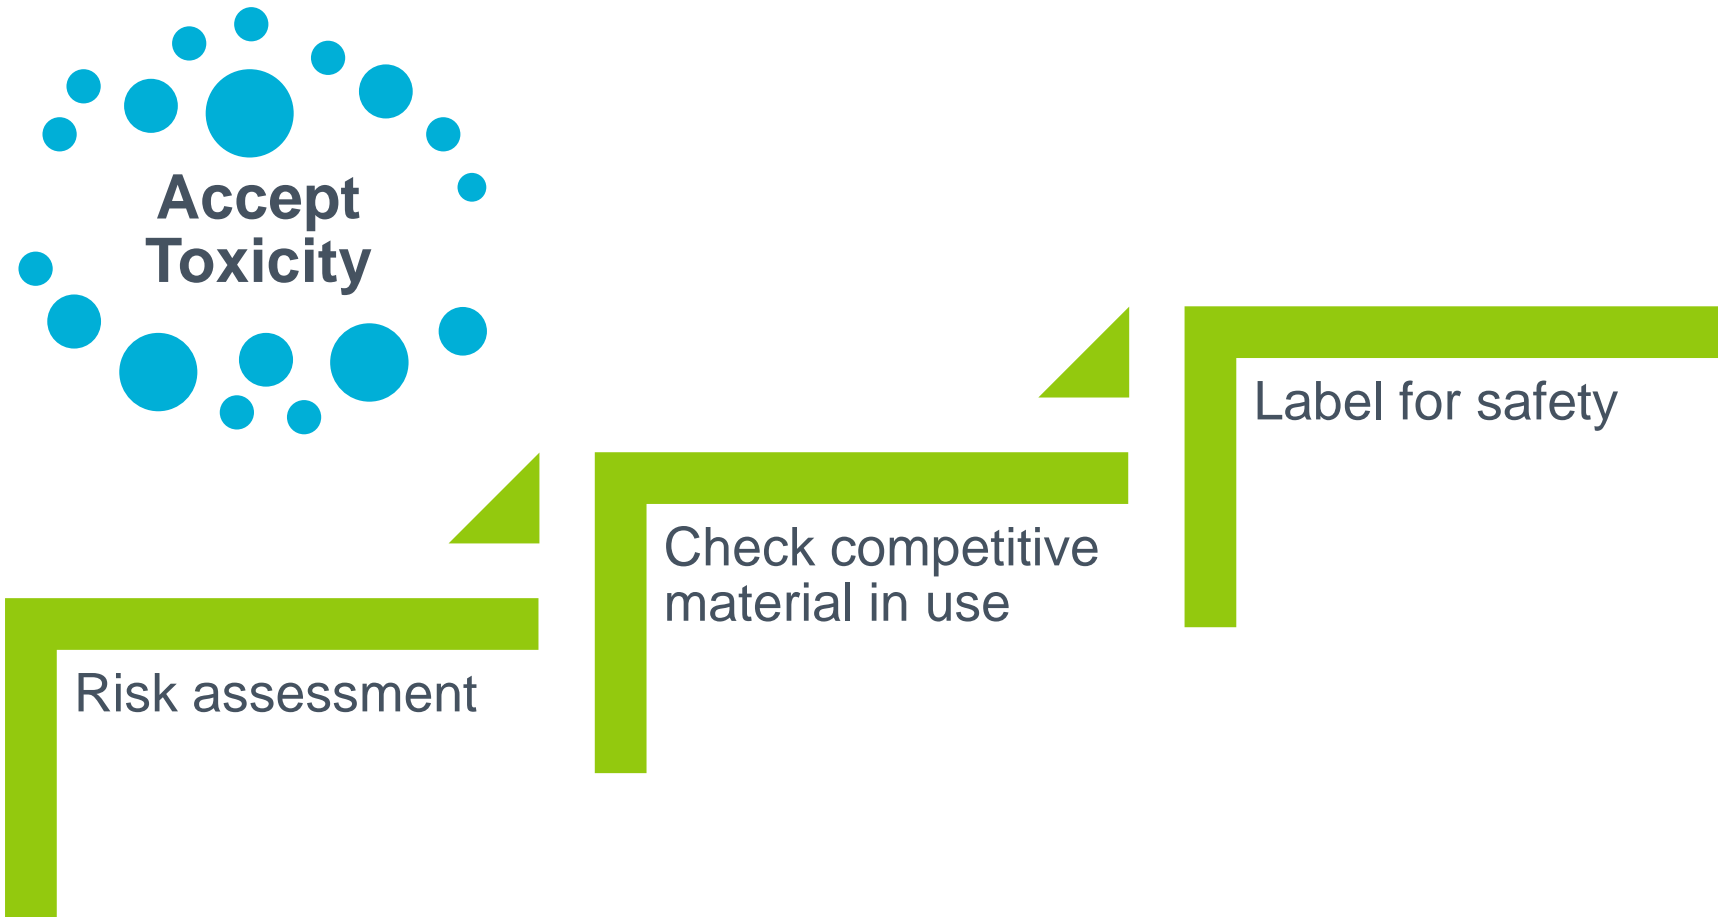 Accept
Toxicity
Label for safety
Check competitive
material in use
Risk assessment